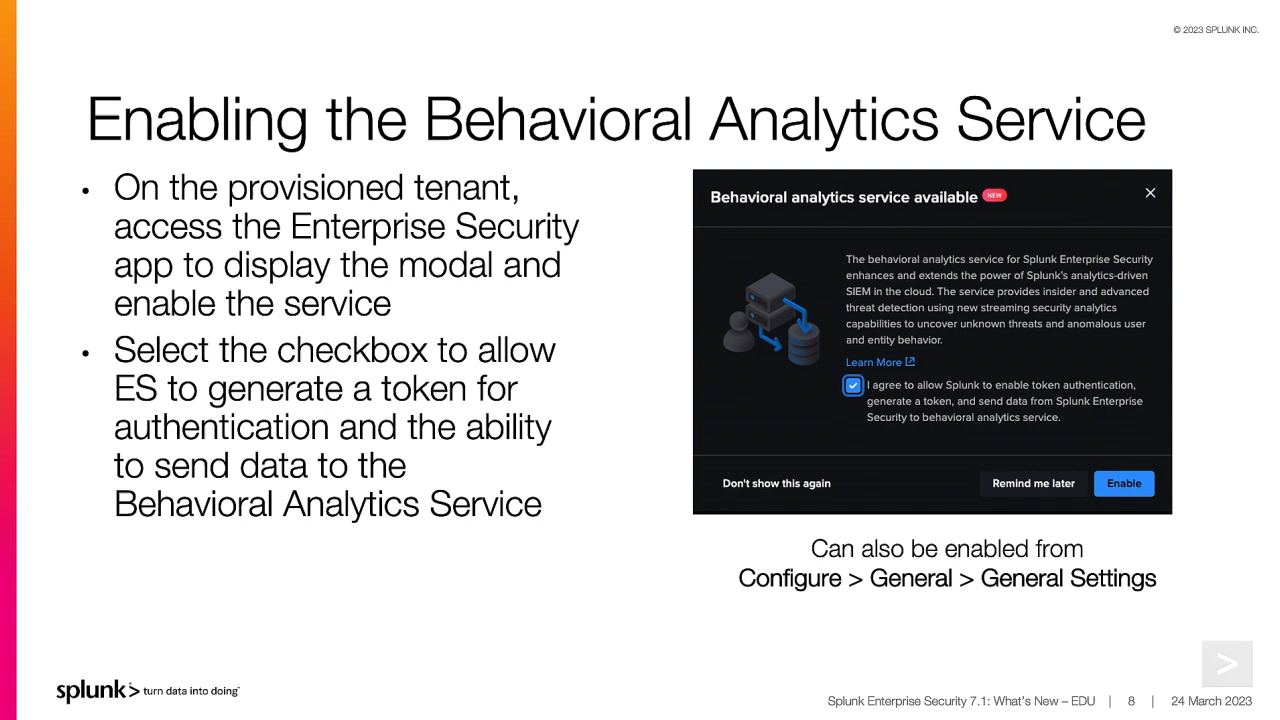 © 2023 SPLUNK INC.
Enabling the Behavioral Analytics Service
• On the provisioned tenant,
access the Enterprise Security
app to display the modal and
enable the service
• Select the checkbox to allow
ES to generate a token for
authentication and the ability
to send data to the
Behavioral Analytics Service
Behavioral analytics service available NEW
The behavioral analytics service for Splunk Enterprise Security
enhances and extends the power of Splunk's analytics-driven
SIEM in the cloud. The service provides insider and advanced
threat detection using new streaming security analytics
capabilities to uncover unknown threats and anomalous user
and entity behavior.
Learn More
I agree to allow Splunk to enable token authentication,
generate a token, and send data from Splunk Enterprise
Security to behavioral analytics service.
Don't show this again Remind me later Enable
Can also be enabled from
Configure > General > General Settings
splunk> turn data into doing™
Splunk Enterprise Security 7.1: What's New – EDU | 8 | 24 March 2023